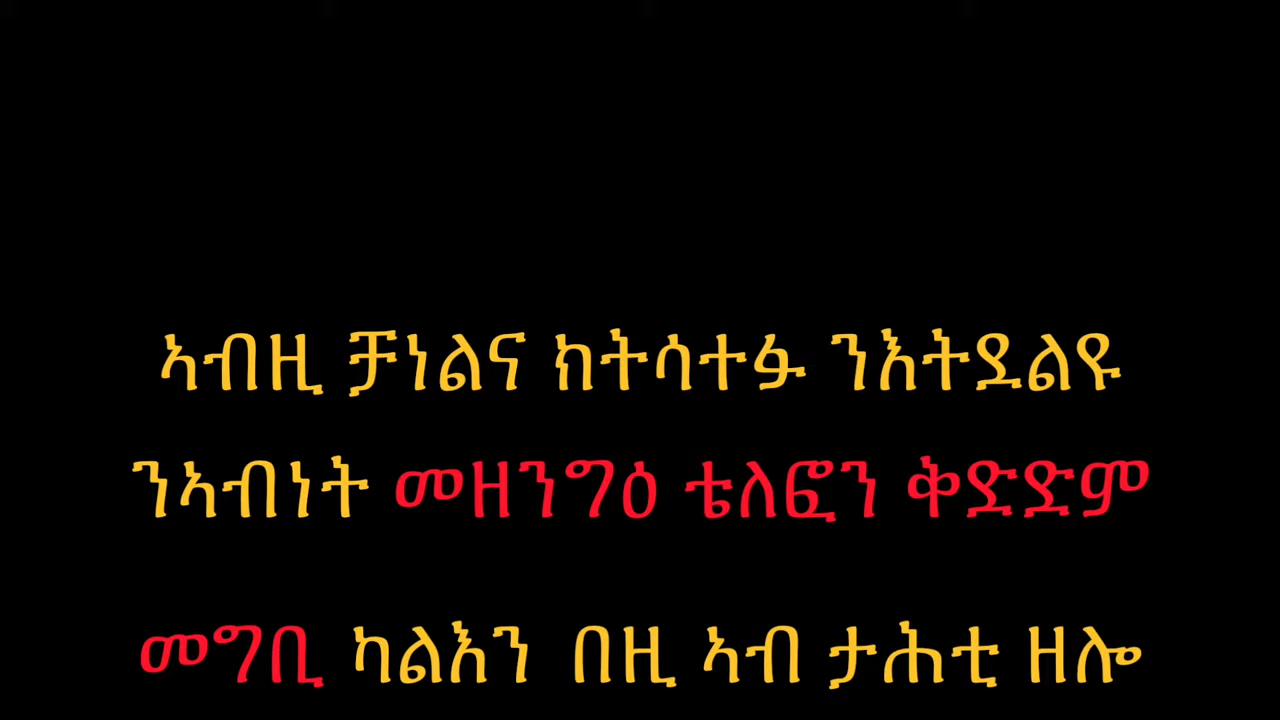 ኣብዚ ቻነልና ክትሳተፉ ንእትደልዩ
ንኣብነት መዘንግዕ ቴለፎን ቅድድም
መግቢ ካልእን በዚ ኣብ ታሕቲ ዘሎ